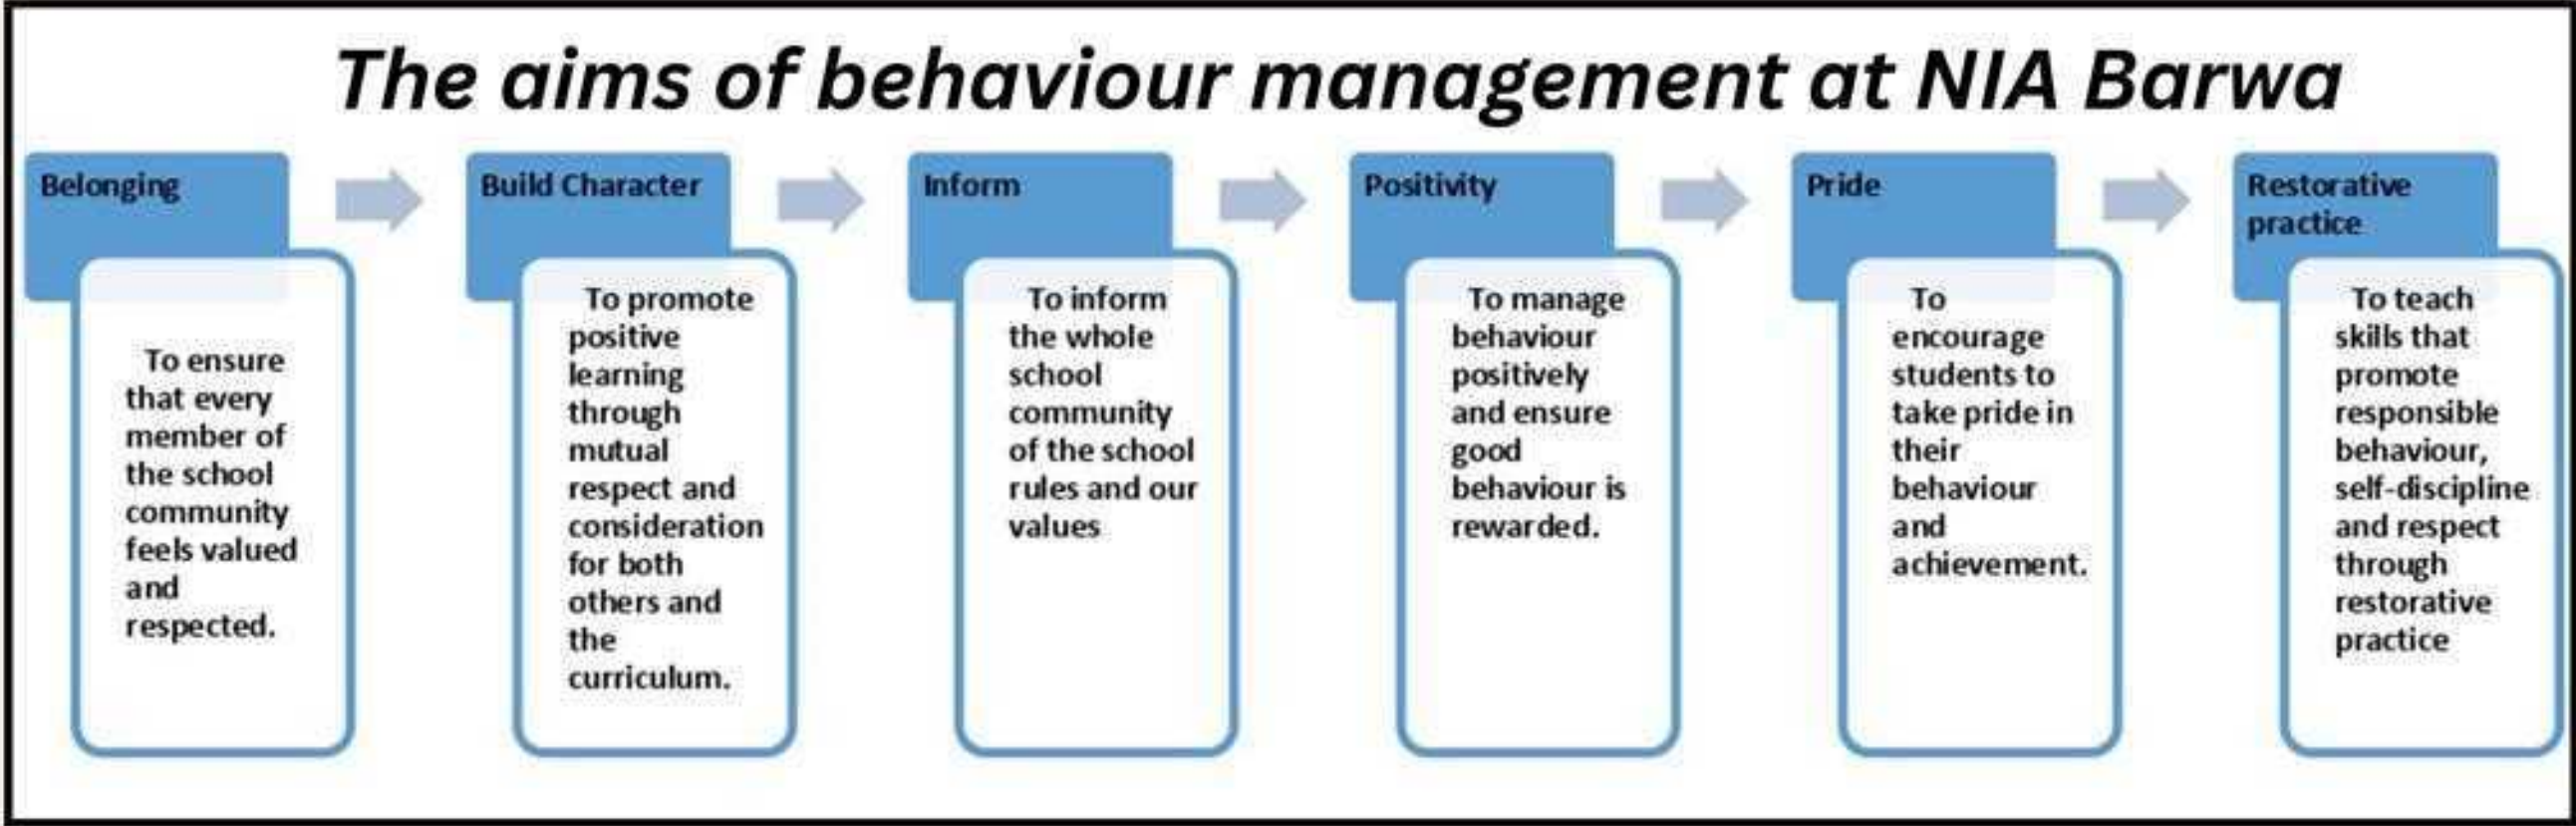 The aims of behaviour management at NIA Barwa
Belonging
To ensure
that every
member of
the school
community
feels valued
and
respected.
Build Character
To promote
positive
learning
through
mutual
respect and
consideration
for both
others and
the
curriculum.
Inform
To inform
the whole
school
community
of the school
rules and our
values
Positivity
To manage
behaviour
positively
and ensure
good
behaviour is
rewarded.
Pride
To
encourage
students to
take pride in
their
behaviour
and
achievement.
Restorative
practice
To teach
skills that
promote
responsible
behaviour,
self-discipline
and respect
through
restorative
practice